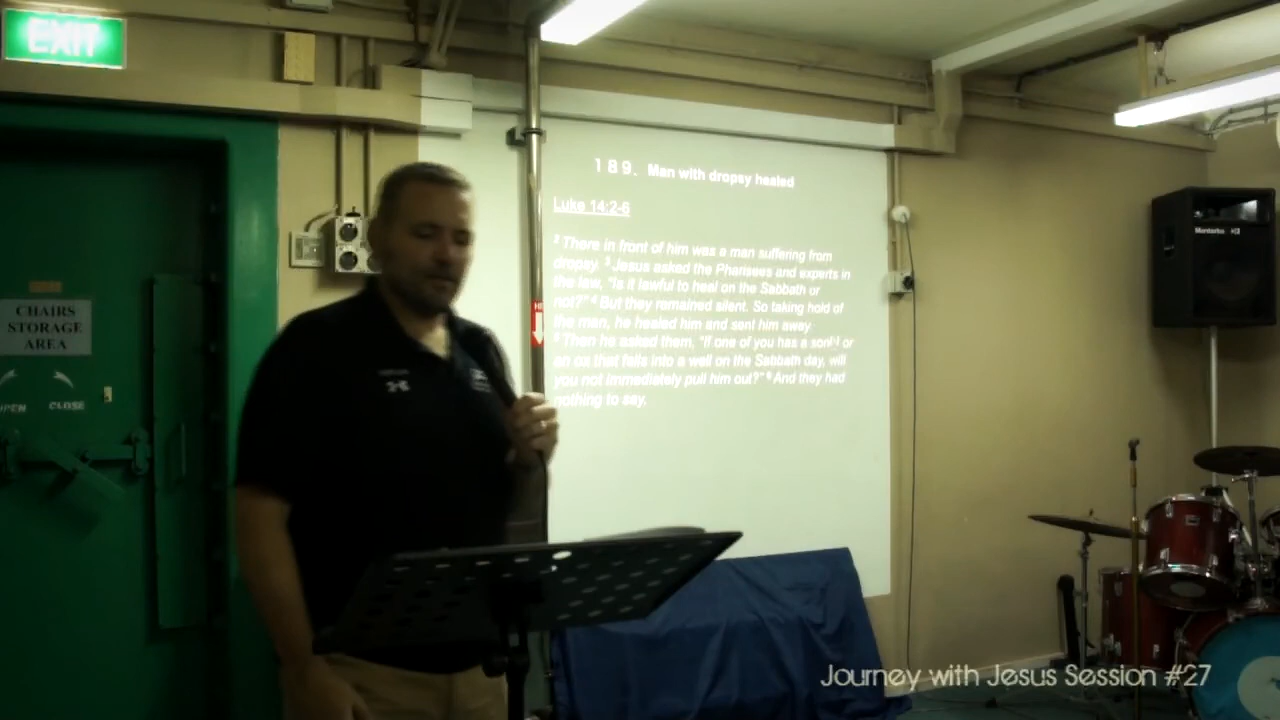 EXIT
CHAIRS
STORAGE
AREA
OPEN CLOSE
189. Man with dropsy healed
Luke 14:2-6
2 There in front of him was a man suffering from
dropsy. 3 Jesus asked the Pharisees and experts in
the law, "Is it lawful to heal on the Sabbath or
not?" 4 But they remained silent. So taking hold of
the man, he healed him and sent him away.
5 Then he asked them, "If one of you has a son or
an ox that falls into a well on the Sabbath day, will
you not immediately pull him out?" 6 And they had
nothing to say.
Journey with Jesus Session #27